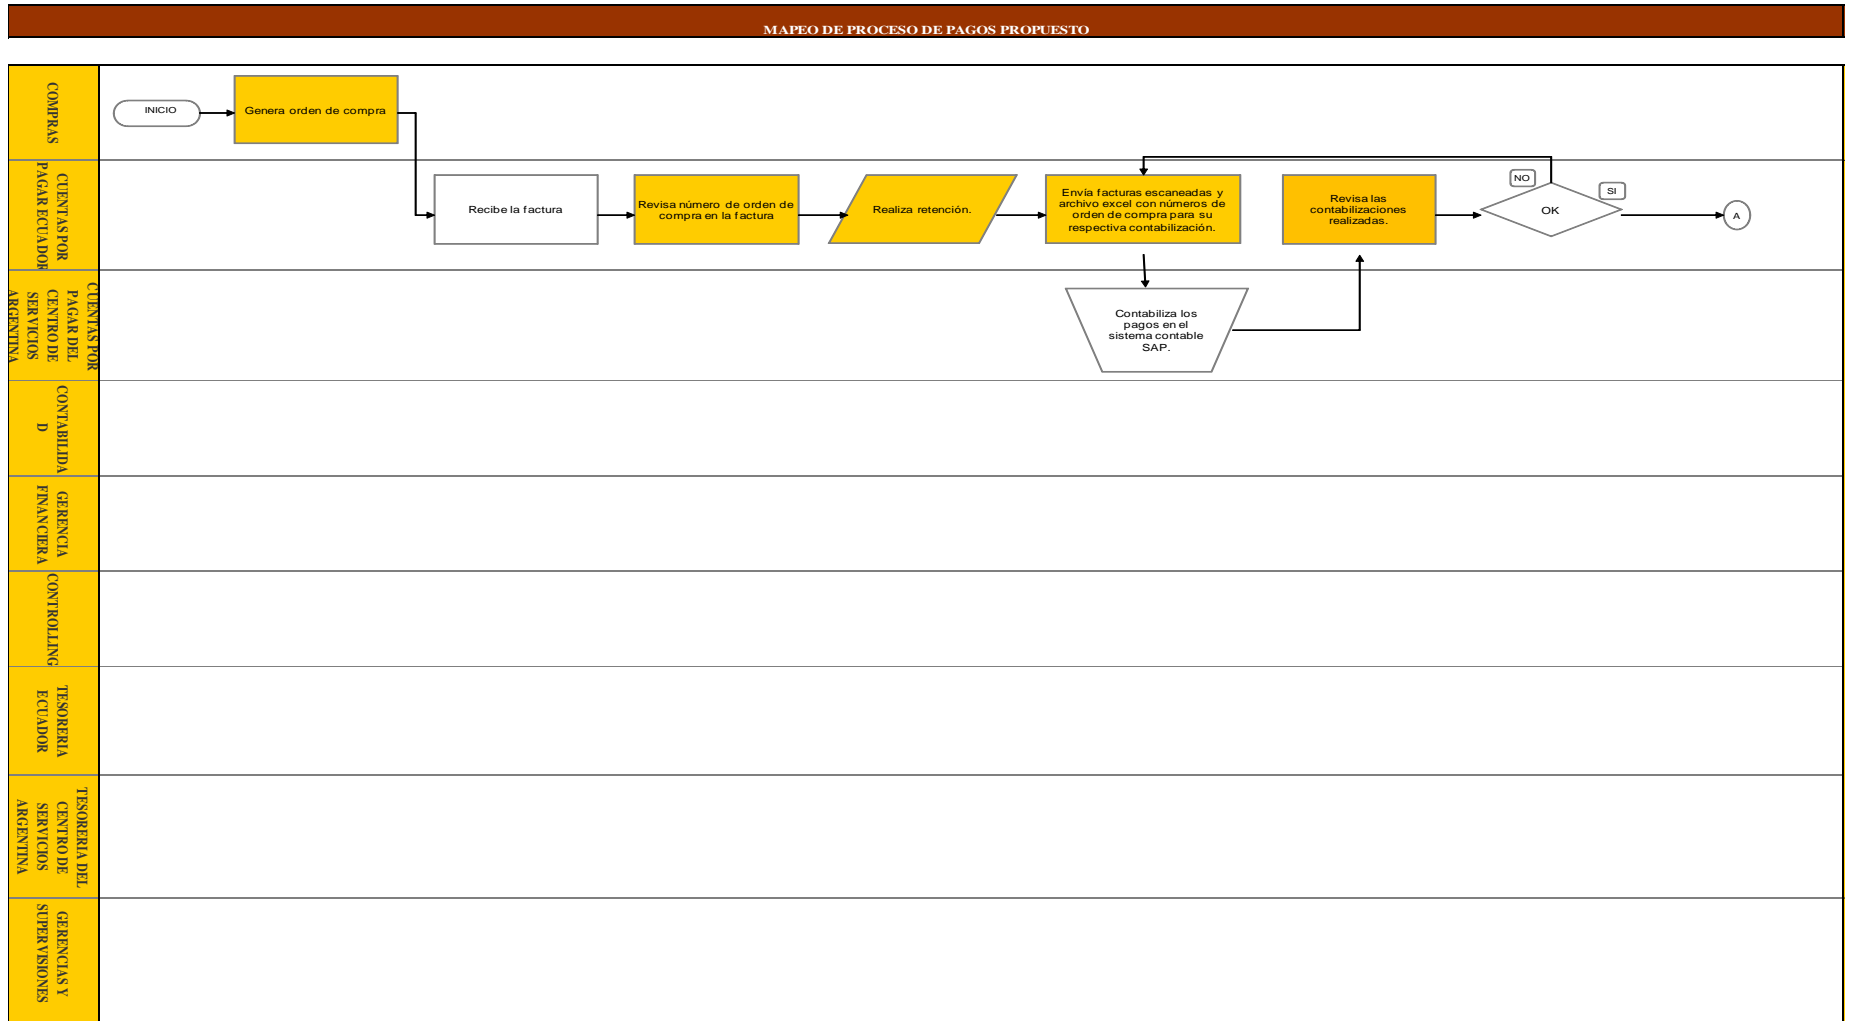 MAPEO DE PROCESO DE PAGOS PROPUESTO
COMPRAS
INICIO
Genera orden de compra
CUENTAS POR
PAGAR ECUADOR
Recibe la factura
Revisa número de orden de
compra en la factura
Realiza retención.
Envía facturas escaneadas y
archivo excel con números de
orden de compra para su
respectiva contabilización.
Revisa las
contabilizaciones
realizadas.
NO
OK
SI
A
CUENTAS POR
PAGAR DEL
CENTRO DE
SERVICIOS
ARGENTINA
Contabiliza los
pagos en el
sistema contable
SAP.
CONTABILIDA
D
GERENCIA
FINANCIERA
CONTROLLING
TESORERIA
ECUADOR
TESORERIA DEL
CENTRO DE
SERVICIOS
ARGENTINA
GERENCIAS Y
SUPERVISIONES